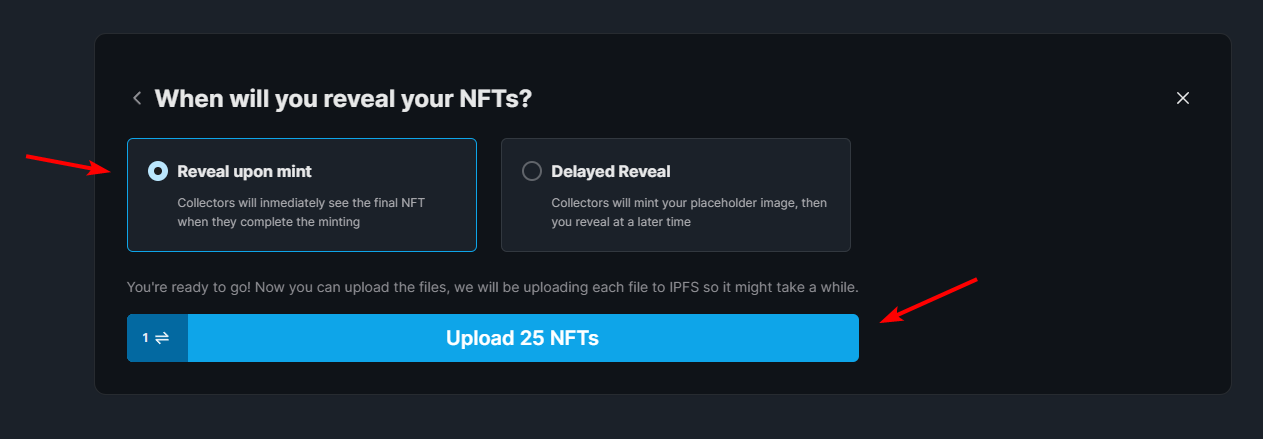 When will you reveal your NFTs?
Reveal upon mint
Collectors will inmediately see the final NFT
when they complete the minting
Delayed Reveal
Collectors will mint your placeholder image, then
you reveal at a later time
You're ready to go! Now you can upload the files, we will be uploading each file to IPFS so it might take a while.
1
Upload 25 NFTs